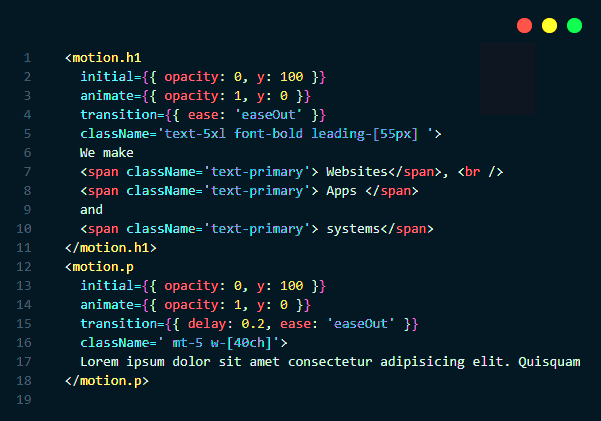 1 <motion.h1
2 initial={{ opacity: 0, y: 100 }}
3 animate={{ opacity: 1, y: 0 }}
4 transition={{ ease: 'easeOut' }}
5 className='text-5xl font-bold leading-[55px] '>
6 We make
7 <span className='text-primary'> Websites</span>, <br />
8 <span className='text-primary'> Apps </span>
9 and
10 <span className='text-primary'> systems</span>
11 </motion.h1>
12 <motion.p
13 initial={{ opacity: 0, y: 100 }}
14 animate={{ opacity: 1, y: 0 }}
15 transition={{ delay: 0.2, ease: 'easeOut' }}
16 className=' mt-5 w-[40ch]'>
17 Lorem ipsum dolor sit amet consectetur adipisicing elit. Quisquam
18 </motion.p>
19